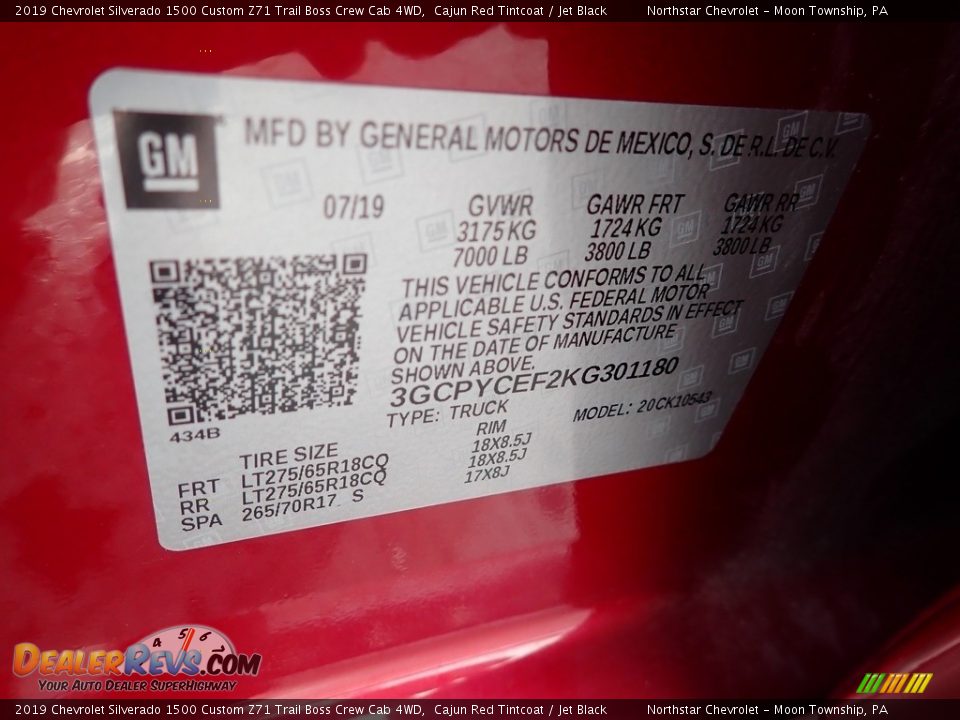 2019 Chevrolet Silverado 1500 Custom Z71 Trail Boss Crew Cab 4WD, Cajun Red Tintcoat / Jet Black Northstar Chevrolet - Moon Township, PA
GM MFD BY GENERAL MOTORS DE MEXICO, S. DE R.L. DE C.V.
07/19 GVWR GAWR FRT GAWR RR
3175 KG 1724 KG 1724 KG
7000 LB 3800 LB 3800 LB
THIS VEHICLE CONFORMS TO ALL
APPLICABLE U.S. FEDERAL MOTOR
VEHICLE SAFETY STANDARDS IN EFFECT
ON THE DATE OF MANUFACTURE
SHOWN ABOVE.
3GCPYCEF2KG301180
TYPE: TRUCK MODEL: 20CK10543
434B
TIRE SIZE RIM
FRT LT275/65R18CQ 18X8.5J
RR LT275/65R18CQ 18X8.5J
SPA 265/70R17 S 17X8J
4 5 6
DealerRevs.com
Your Auto Dealer SuperHighway
2019 Chevrolet Silverado 1500 Custom Z71 Trail Boss Crew Cab 4WD, Cajun Red Tintcoat / Jet Black Northstar Chevrolet - Moon Township, PA